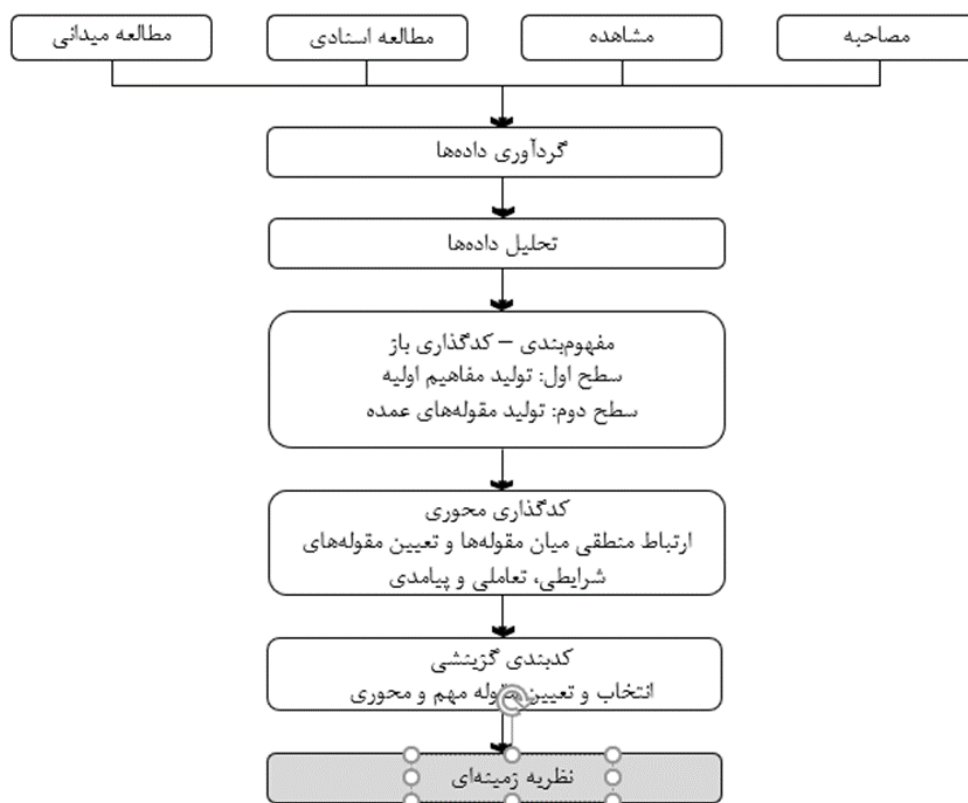 مصاحبه
مشاهده
مطالعه اسنادی
مطالعه میدانی
گردآوری داده‌ها
تحلیل داده‌ها
مفهوم‌بندی – کدگذاری باز
سطح اول: تولید مفاهیم اولیه
سطح دوم: تولید مقوله‌های عمده
کدگذاری محوری
ارتباط منطقی میان مقوله‌ها و تعیین مقوله‌های
شرایطی، تعاملی و پیامدی
کدبندی گزینشی
انتخاب و تعیین مقوله مهم و محوری
نظریه زمینه‌ای